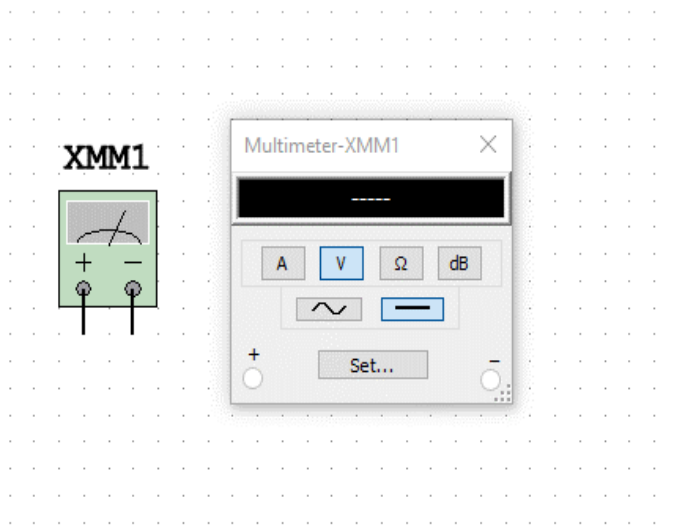 XMM1
+ −
Multimeter-XMM1
-----
A V Ω dB
Set...
+ −